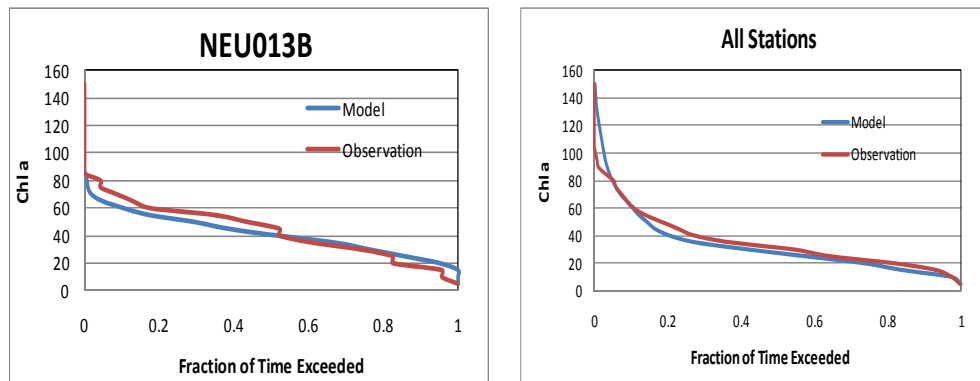 NEU013B
160
140
120
100
80
60
40
20
0
Chl a
Model
Observation
0 0.2 0.4 0.6 0.8 1
Fraction of Time Exceeded
All Stations
160
140
120
100
80
60
40
20
0
Chl a
Model
Observation
0 0.2 0.4 0.6 0.8 1
Fraction of Time Exceeded